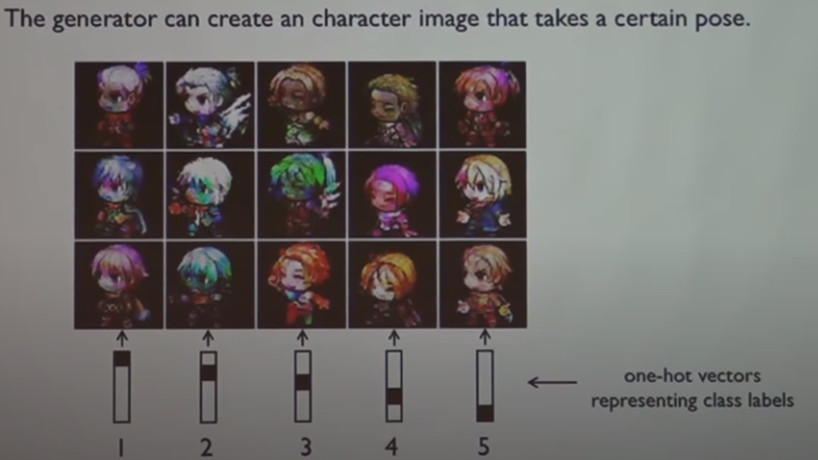 The generator can create an character image that takes a certain pose.
one-hot vectors
representing class labels
1 2 3 4 5